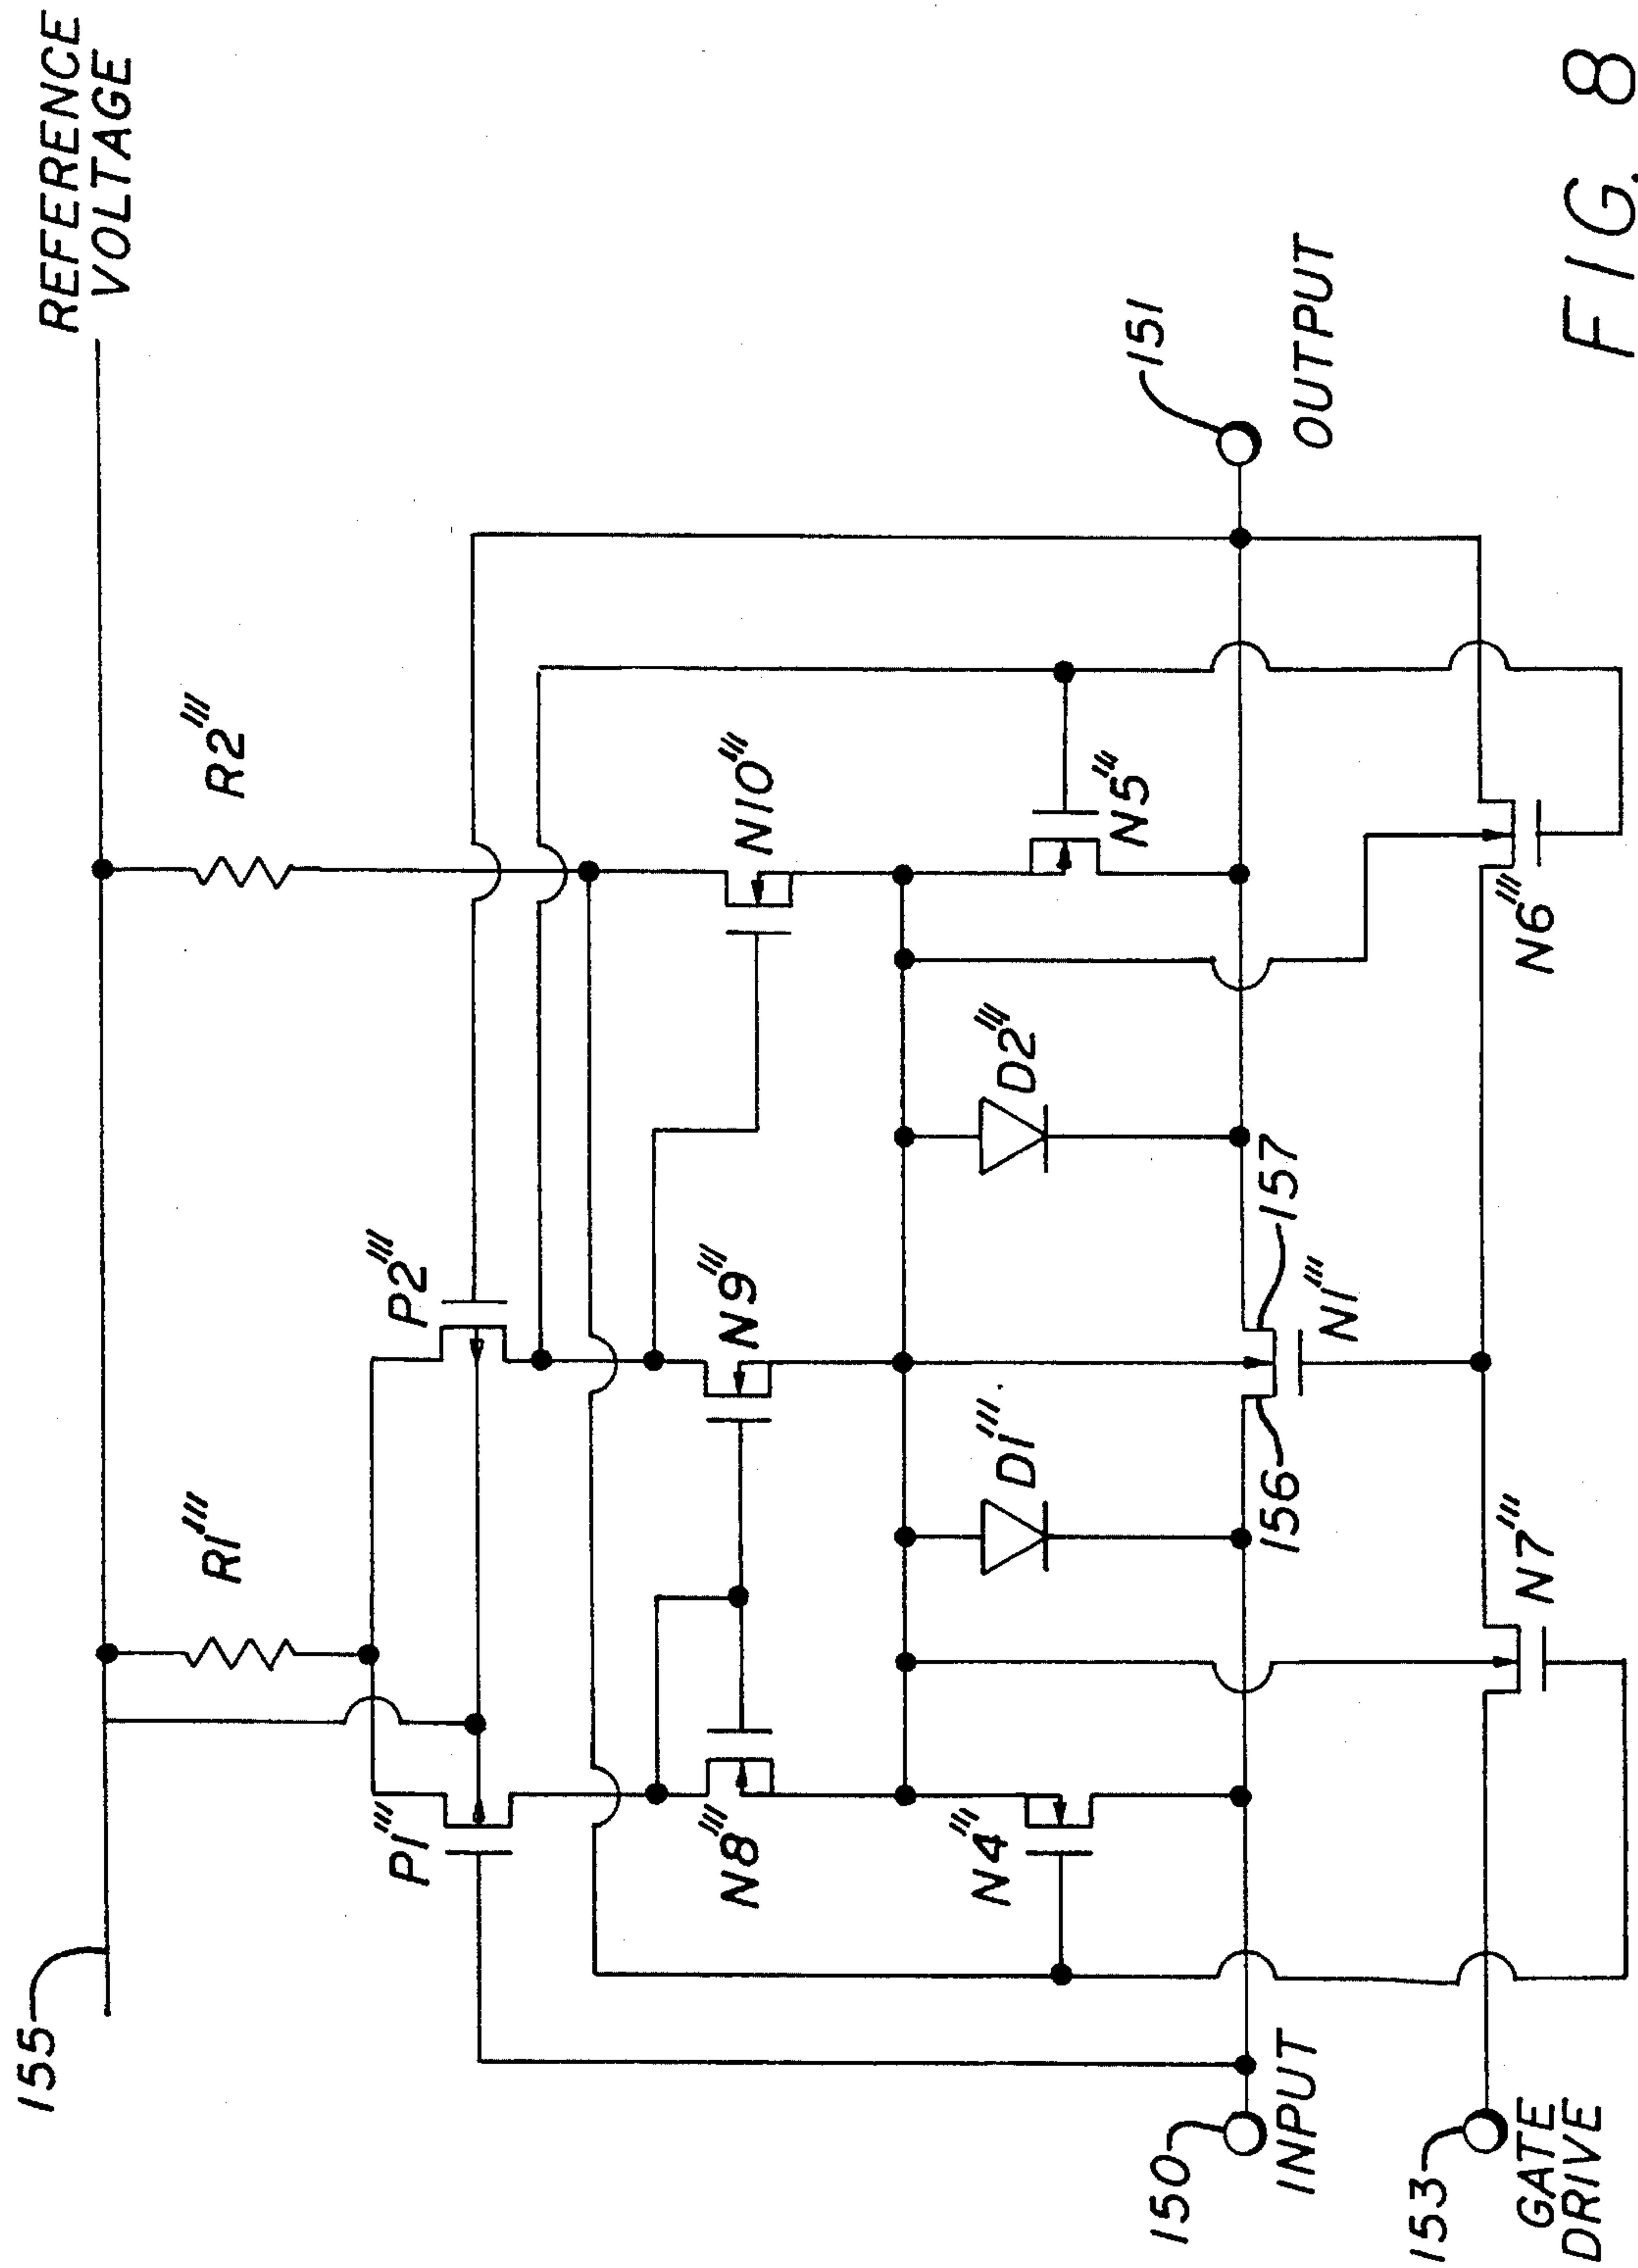 REFERENCE
VOLTAGE
155
R1'''
R2'''
P1'''
P2'''
N8'''
N9'''
N10'''
N4'''
D1'''
D2'''
N5'''
151
150
INPUT
156
157
OUTPUT
N1'''
153
GATE
DRIVE
N7'''
N6'''
FIG. 8